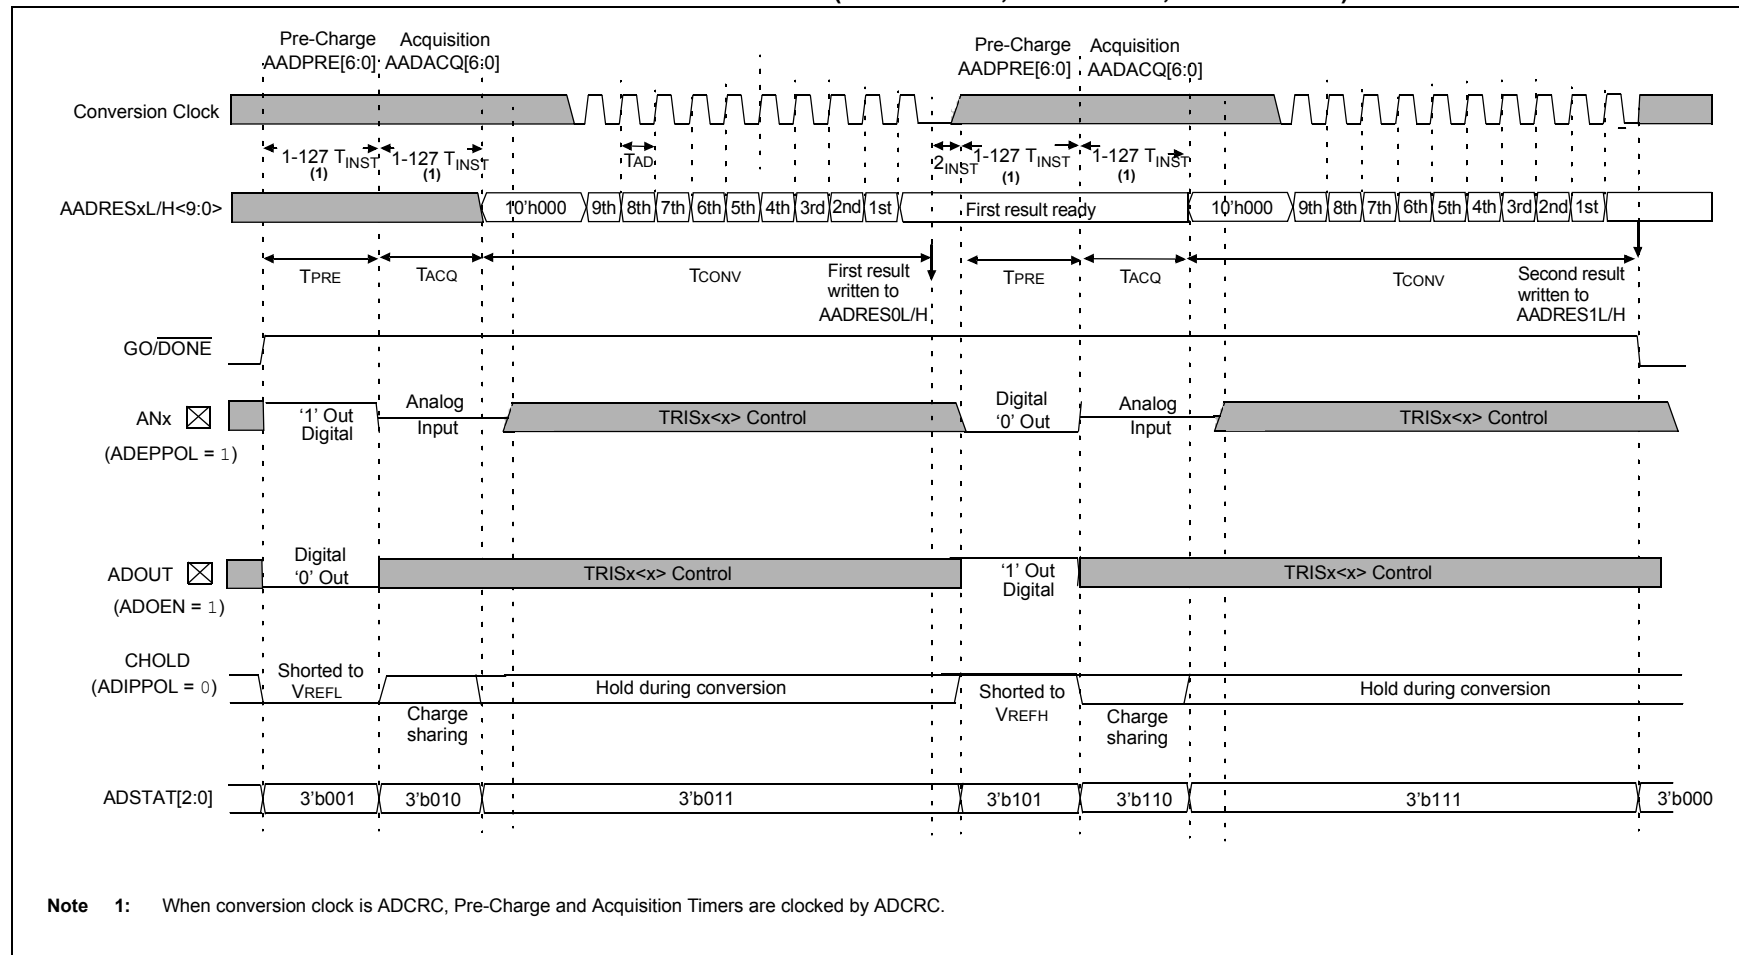 Pre-Charge Acquisition Pre-Charge Acquisition
AADPRE[6:0] AADACQ[6:0] AADPRE[6:0] AADACQ[6:0]
Conversion Clock
1-127 TINST 1-127 TINST TAD 2INST 1-127 TINST 1-127 TINST
(1) (1) (1) (1)
AADRESxL/H<9:0> 10'h000 9th 8th 7th 6th 5th 4th 3rd 2nd 1st First result ready 10'h000 9th 8th 7th 6th 5th 4th 3rd 2nd 1st
TPRE TACQ TCONV First result TPRE TACQ TCONV Second result
written to written to
AADRES0L/H AADRES1L/H
GO/DONE
ANx '1' Out Analog TRISx<x> Control Digital Analog TRISx<x> Control
Digital Input '0' Out Input
(ADEPPOL = 1)
ADOUT Digital TRISx<x> Control '1' Out TRISx<x> Control
'0' Out Digital
(ADOEN = 1)
CHOLD Shorted to Hold during conversion Shorted to Hold during conversion
(ADIPPOL = 0) VREFL VREFH
Charge Charge
sharing sharing
ADSTAT[2:0] 3'b001 3'b010 3'b011 3'b101 3'b110 3'b111 3'b000
Note 1: When conversion clock is ADCRC, Pre-Charge and Acquisition Timers are clocked by ADCRC.